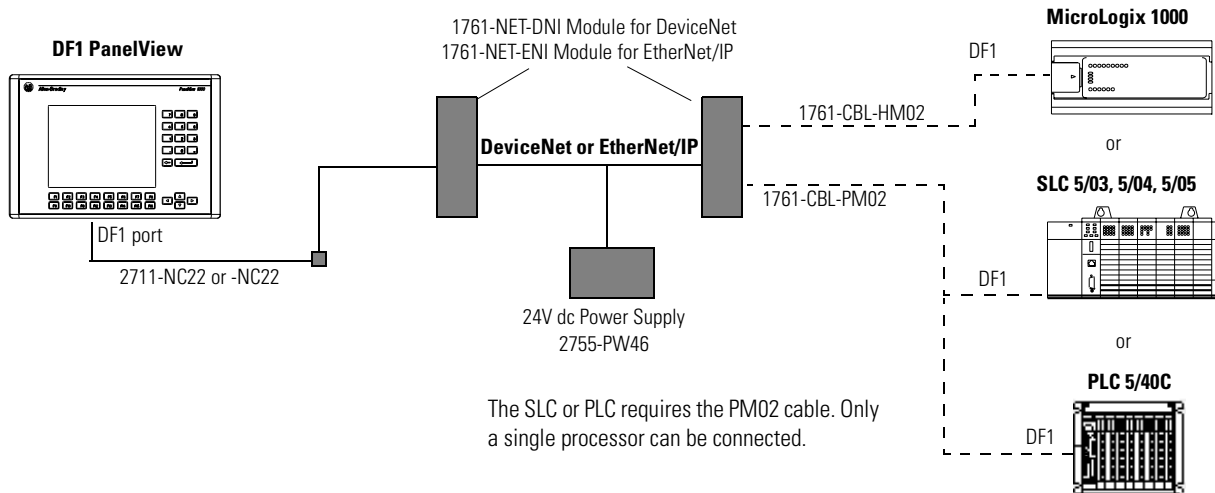 1761-NET-DNI Module for DeviceNet
1761-NET-ENI Module for EtherNet/IP
DF1 PanelView
MicroLogix 1000
DF1
1761-CBL-HM02
DeviceNet or EtherNet/IP
or
SLC 5/03, 5/04, 5/05
1761-CBL-PM02
DF1 port
2711-NC22 or -NC22
DF1
24V dc Power Supply
2755-PW46
or
PLC 5/40C
The SLC or PLC requires the PM02 cable. Only
a single processor can be connected.
DF1